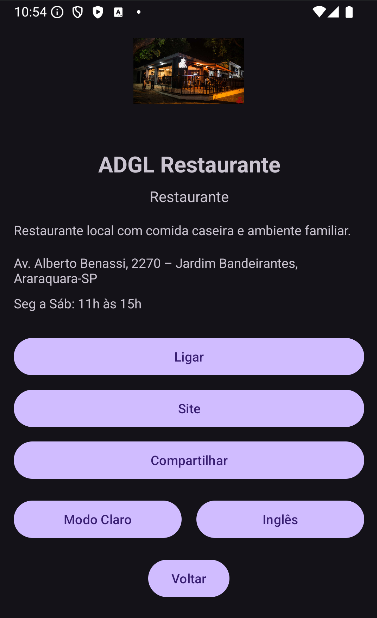 10:54
ADGL Restaurante
Restaurante
Restaurante local com comida caseira e ambiente familiar.
Av. Alberto Benassi, 2270 – Jardim Bandeirantes,
Araraquara-SP
Seg a Sáb: 11h às 15h
Ligar
Site
Compartilhar
Modo Claro
Inglês
Voltar